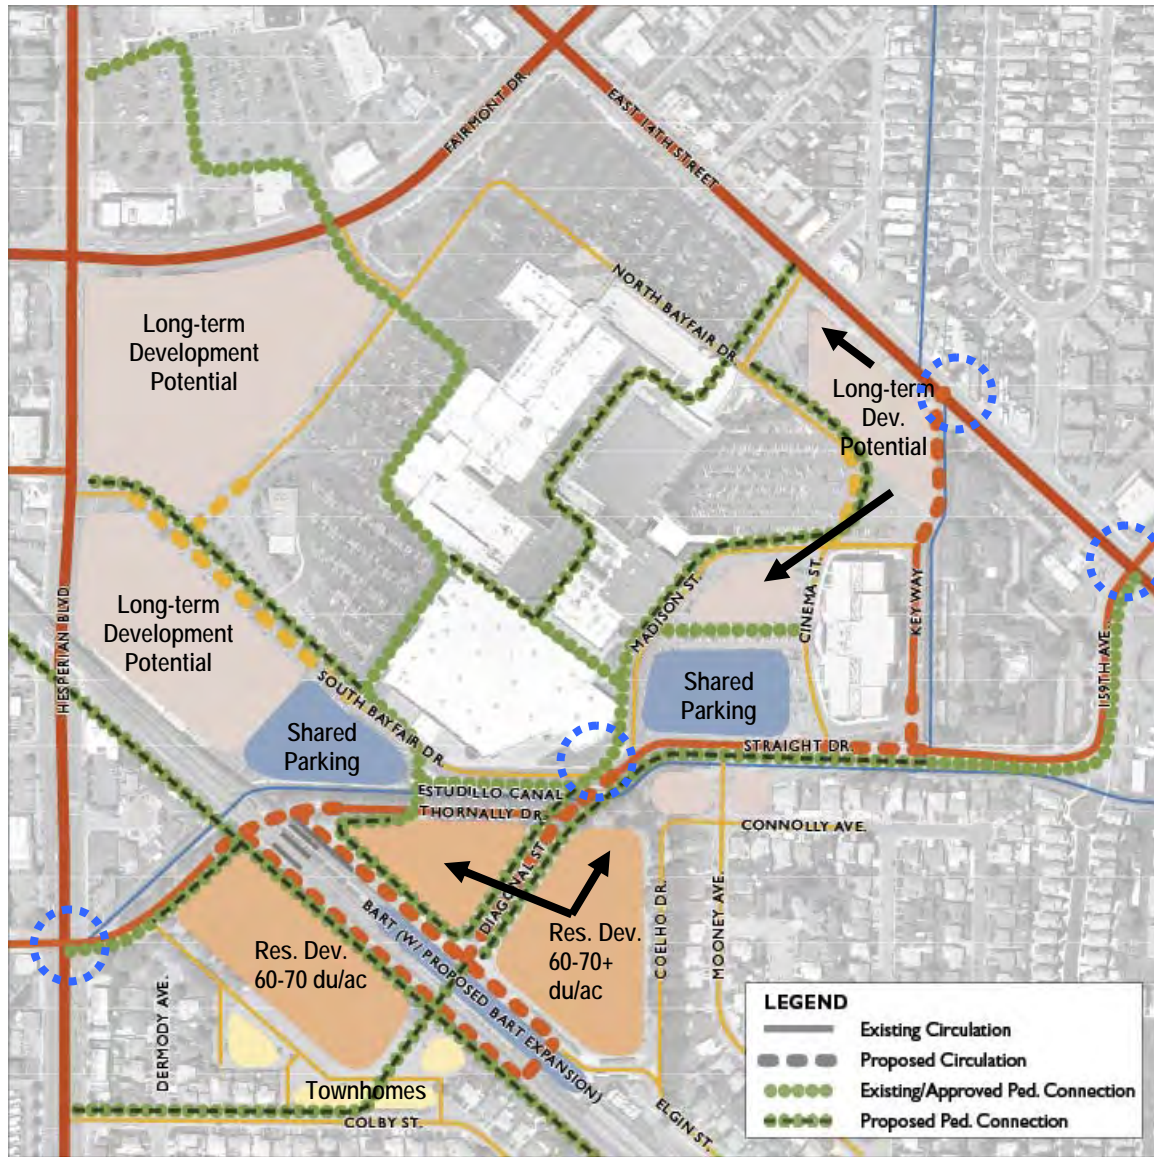 FAIRMONT DR.
EAST 14TH STREET
NORTH BAYFAIR DR.
Long-term
Development
Potential
Long-term
Dev.
Potential
HESPERIAN BLVD.
Long-term
Development
Potential
SOUTH BAYFAIR DR.
Shared
Parking
MADISON ST.
CINEMA ST.
KEY WAY
159TH AVE.
Shared
Parking
STRAIGHT DR.
ESTUDILLO CANAL
THORNALLY DR.
DIAGONAL ST.
CONNOLLY AVE.
COELHO DR.
MOONEY AVE.
Res. Dev.
60-70 du/ac
Res. Dev.
60-70+
du/ac
BART (W/ PROPOSED BART EXPANSION)
DERMODY AVE.
Townhomes
COLBY ST.
ELGIN ST.
LEGEND
Existing Circulation
Proposed Circulation
Existing/Approved Ped. Connection
Proposed Ped. Connection